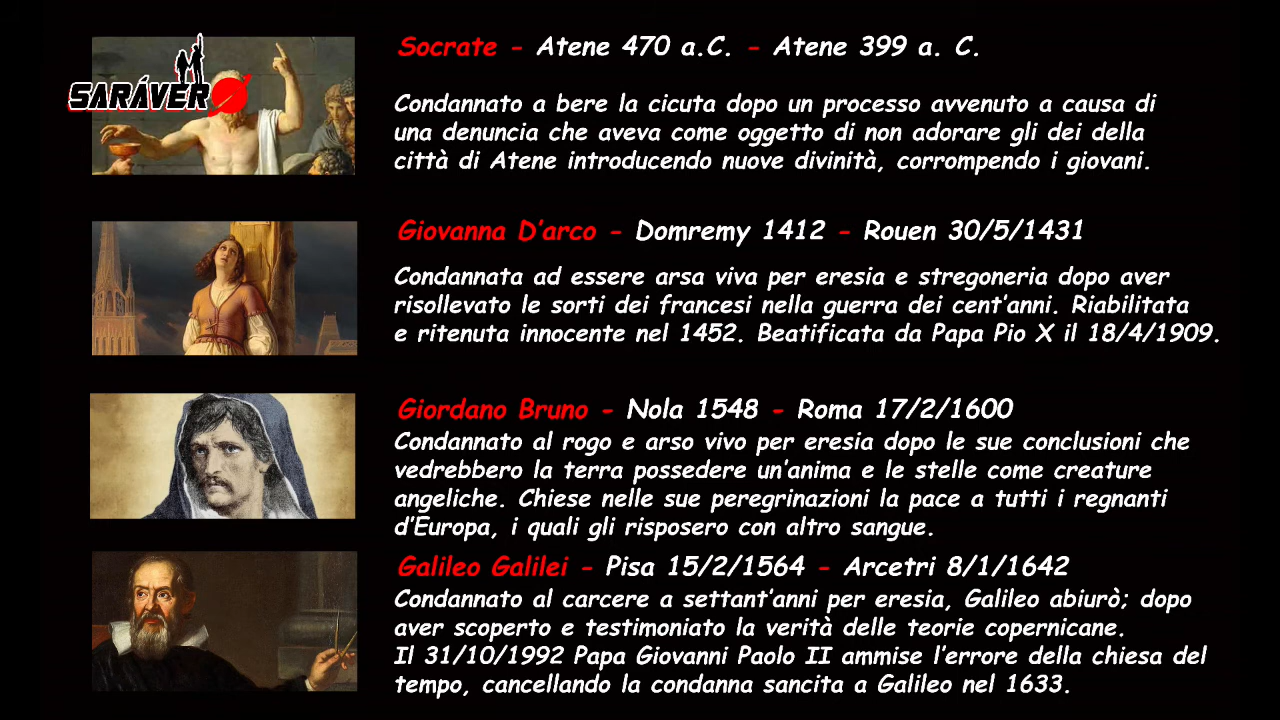 SARÁVERO
Socrate - Atene 470 a.C. - Atene 399 a. C.
Condannato a bere la cicuta dopo un processo avvenuto a causa di
una denuncia che aveva come oggetto di non adorare gli dei della
città di Atene introducendo nuove divinità, corrompendo i giovani.
Giovanna D'arco - Domremy 1412 - Rouen 30/5/1431
Condannata ad essere arsa viva per eresia e stregoneria dopo aver
risollevato le sorti dei francesi nella guerra dei cent'anni. Riabilitata
e ritenuta innocente nel 1452. Beatificata da Papa Pio X il 18/4/1909.
Giordano Bruno - Nola 1548 - Roma 17/2/1600
Condannato al rogo e arso vivo per eresia dopo le sue conclusioni che
vedrebbero la terra possedere un'anima e le stelle come creature
angeliche. Chiese nelle sue peregrinazioni la pace a tutti i regnanti
d'Europa, i quali gli risposero con altro sangue.
Galileo Galilei - Pisa 15/2/1564 - Arcetri 8/1/1642
Condannato al carcere a settant'anni per eresia, Galileo abiurò; dopo
aver scoperto e testimoniato la verità delle teorie copernicane.
Il 31/10/1992 Papa Giovanni Paolo II ammise l'errore della chiesa del
tempo, cancellando la condanna sancita a Galileo nel 1633.